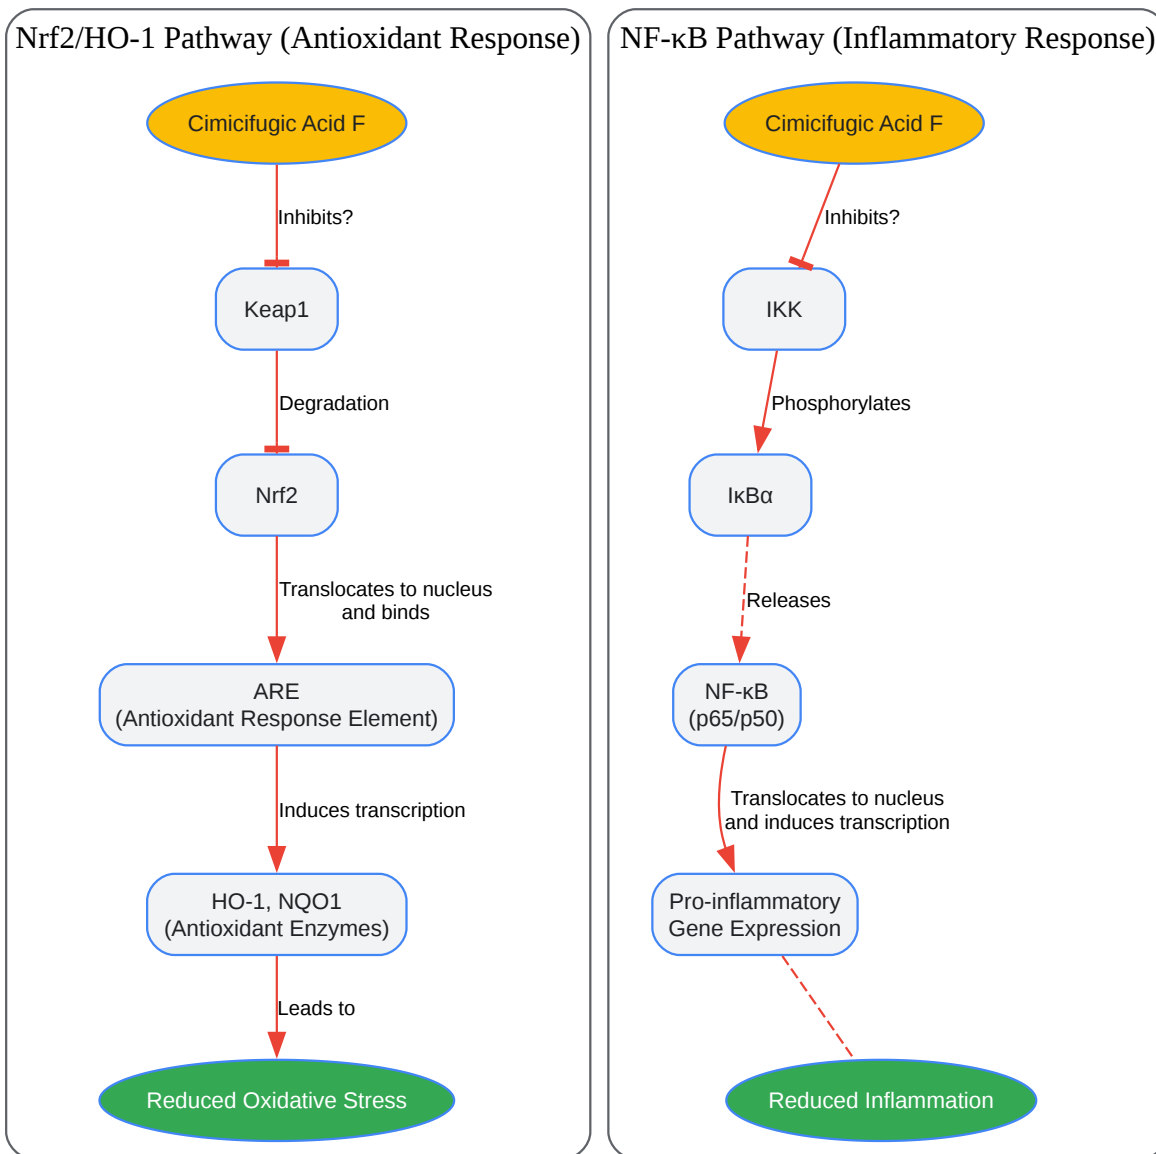 Nrf2/HO-1 Pathway (Antioxidant Response)
Cimicifugic Acid F
Inhibits?
Keap1
Degradation
Nrf2
Translocates to nucleus
and binds
ARE
(Antioxidant Response Element)
Induces transcription
HO-1, NQO1
(Antioxidant Enzymes)
Leads to
Reduced Oxidative Stress
NF-κB Pathway (Inflammatory Response)
Cimicifugic Acid F
Inhibits?
IKK
Phosphorylates
IκBα
Releases
NF-κB
(p65/p50)
Translocates to nucleus
and induces transcription
Pro-inflammatory
Gene Expression
Reduced Inflammation